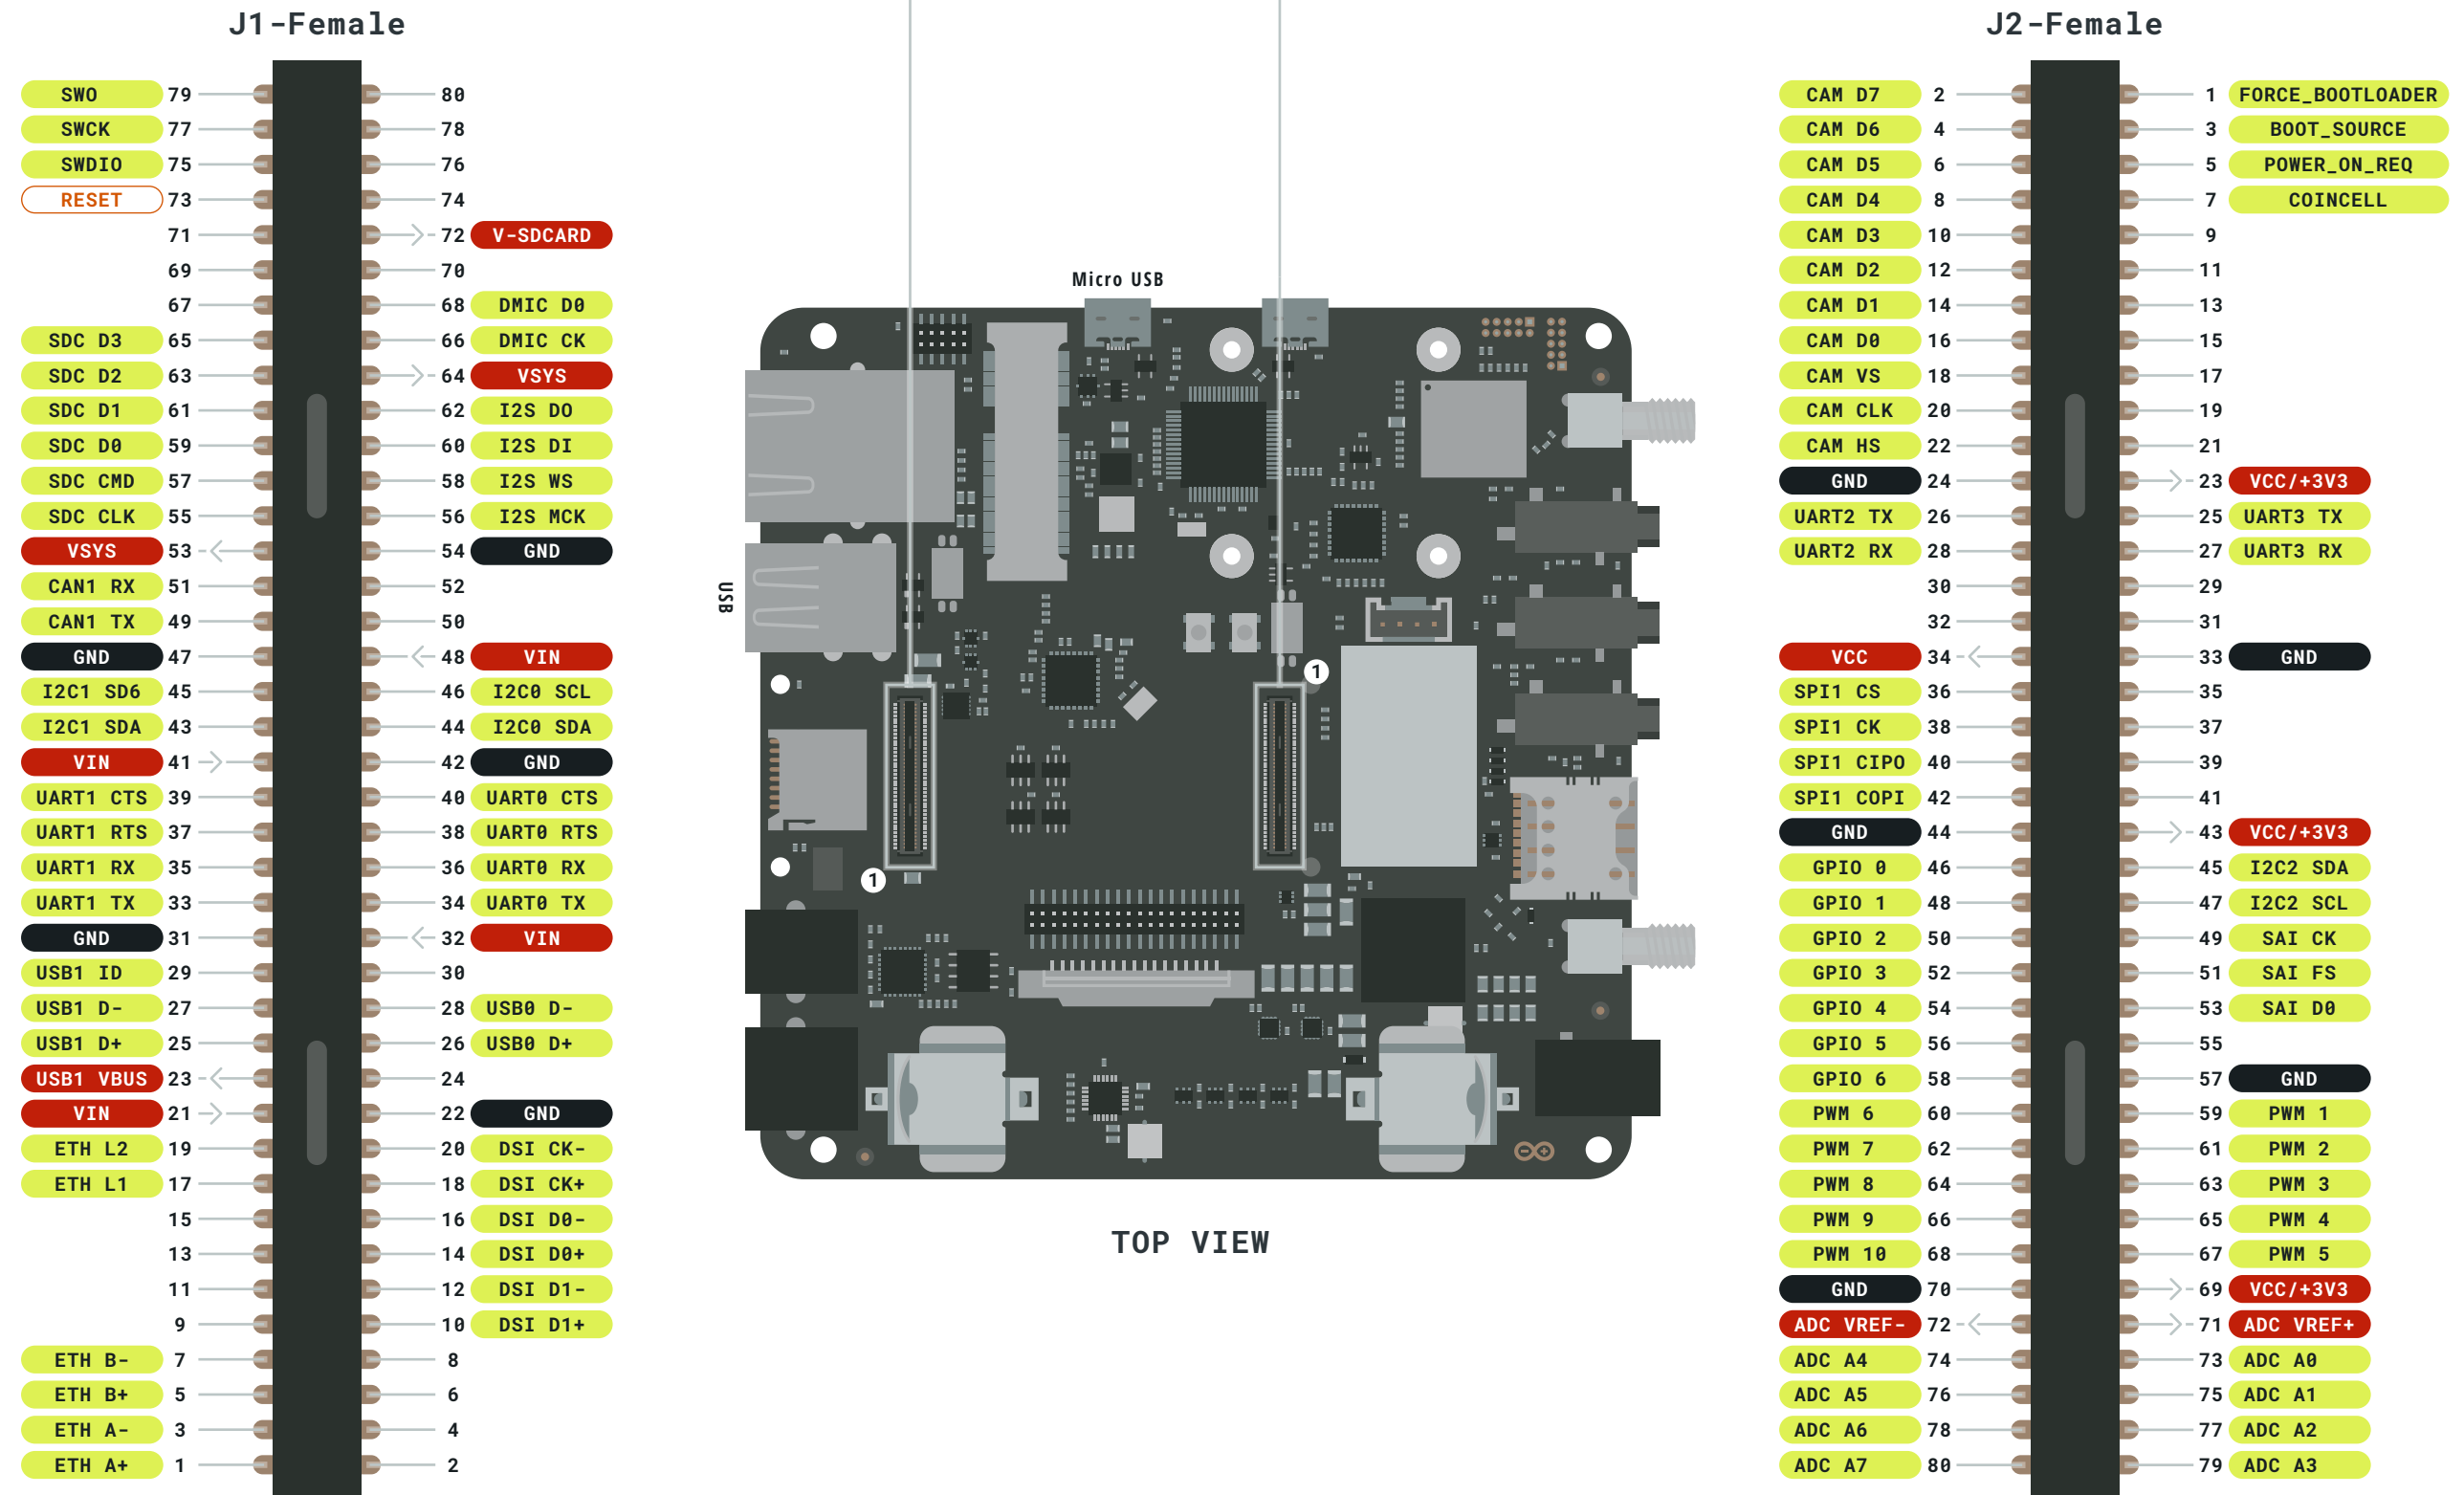 J1-Female
J2-Female
SWO 79 80
SWCK 77 78
SWDIO 75 76
RESET 73 74
71 72 V-SDCARD
69 70
67 68 DMIC D0
SDC D3 65 66 DMIC CK
SDC D2 63 64 VSYS
SDC D1 61 62 I2S DO
SDC D0 59 60 I2S DI
SDC CMD 57 58 I2S WS
SDC CLK 55 56 I2S MCK
VSYS 53 54 GND
CAN1 RX 51 52
CAN1 TX 49 50
GND 47 48 VIN
I2C1 SD6 45 46 I2C0 SCL
I2C1 SDA 43 44 I2C0 SDA
VIN 41 42 GND
UART1 CTS 39 40 UART0 CTS
UART1 RTS 37 38 UART0 RTS
UART1 RX 35 36 UART0 RX
UART1 TX 33 34 UART0 TX
GND 31 32 VIN
USB1 ID 29 30
USB1 D- 27 28 USB0 D-
USB1 D+ 25 26 USB0 D+
USB1 VBUS 23 24
VIN 21 22 GND
ETH L2 19 20 DSI CK-
ETH L1 17 18 DSI CK+
15 16 DSI D0-
13 14 DSI D0+
11 12 DSI D1-
9 10 DSI D1+
ETH B- 7 8
ETH B+ 5 6
ETH A- 3 4
ETH A+ 1 2
Micro USB
USB
1
1
TOP VIEW
CAM D7 2 1 FORCE_BOOTLOADER
CAM D6 4 3 BOOT_SOURCE
CAM D5 6 5 POWER_ON_REQ
CAM D4 8 7 COINCELL
CAM D3 10 9
CAM D2 12 11
CAM D1 14 13
CAM D0 16 15
CAM VS 18 17
CAM CLK 20 19
CAM HS 22 21
GND 24 23 VCC/+3V3
UART2 TX 26 25 UART3 TX
UART2 RX 28 27 UART3 RX
30 29
32 31
VCC 34 33 GND
SPI1 CS 36 35
SPI1 CK 38 37
SPI1 CIPO 40 39
SPI1 COPI 42 41
GND 44 43 VCC/+3V3
GPIO 0 46 45 I2C2 SDA
GPIO 1 48 47 I2C2 SCL
GPIO 2 50 49 SAI CK
GPIO 3 52 51 SAI FS
GPIO 4 54 53 SAI D0
GPIO 5 56 55
GPIO 6 58 57 GND
PWM 6 60 59 PWM 1
PWM 7 62 61 PWM 2
PWM 8 64 63 PWM 3
PWM 9 66 65 PWM 4
PWM 10 68 67 PWM 5
GND 70 69 VCC/+3V3
ADC VREF- 72 71 ADC VREF+
ADC A4 74 73 ADC A0
ADC A5 76 75 ADC A1
ADC A6 78 77 ADC A2
ADC A7 80 79 ADC A3